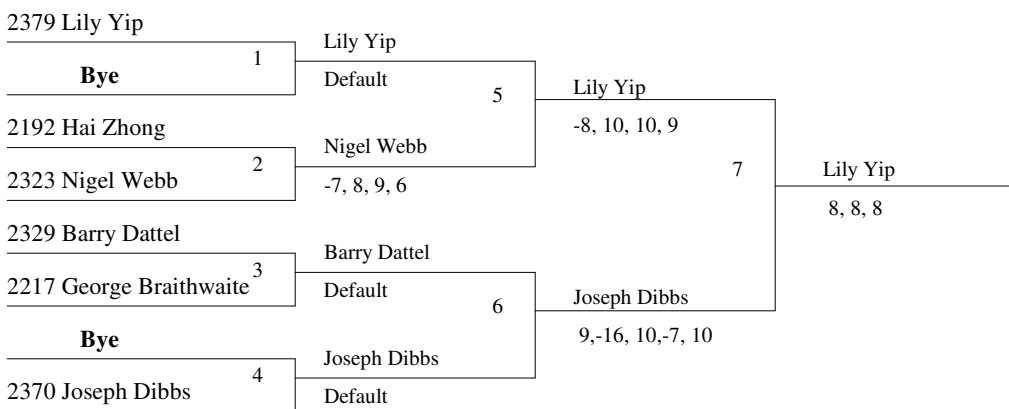 2379 Lily Yip
Bye
1
2192 Hai Zhong
2323 Nigel Webb
2
2329 Barry Dattel
2217 George Braithwaite
3
Bye
2370 Joseph Dibbs
4
Lily Yip
Default
Nigel Webb
-7, 8, 9, 6
5
Barry Dattel
Default
Joseph Dibbs
Default
6
Lily Yip
-8, 10, 10, 9
Joseph Dibbs
9,-16, 10,-7, 10
7
Lily Yip
8, 8, 8